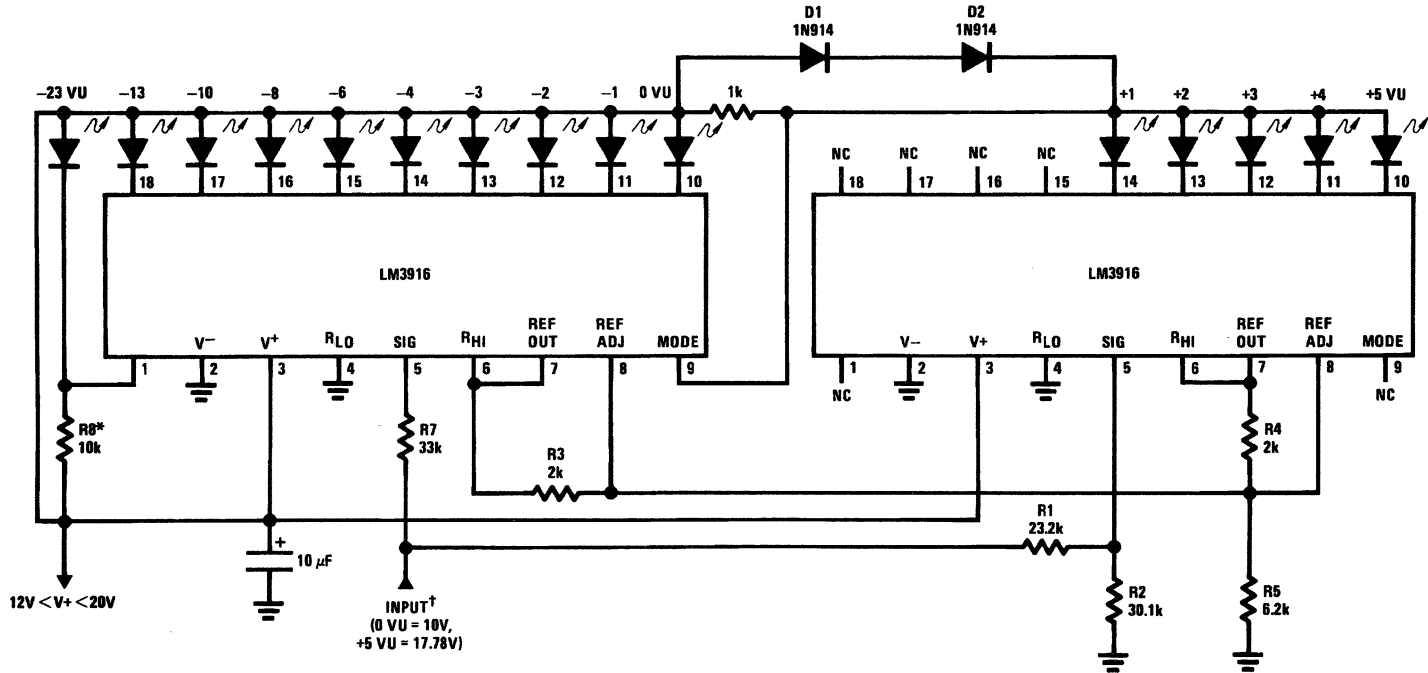 D1
1N914
D2
1N914
–23 VU –13 –10 –8 –6 –4 –3 –2 –1 0 VU 1k +1 +2 +3 +4 +5 VU
NC NC NC NC
18 17 16 15 14 13 12 11 10
18 17 16 15 14 13 12 11 10
LM3916
LM3916
V– V+ RLO SIG RHI REF OUT REF ADJ MODE
V– V+ RLO SIG RHI REF OUT REF ADJ MODE
1 2 3 4 5 6 7 8 9
1 2 3 4 5 6 7 8 9
NC
NC
R8*
10k
R7
33k
R3
2k
R4
2k
R1
23.2k
+
10 µF
R2
30.1k
R5
6.2k
12V < V+ < 20V
INPUT†
(0 VU = 10V,
+5 VU = 17.78V)